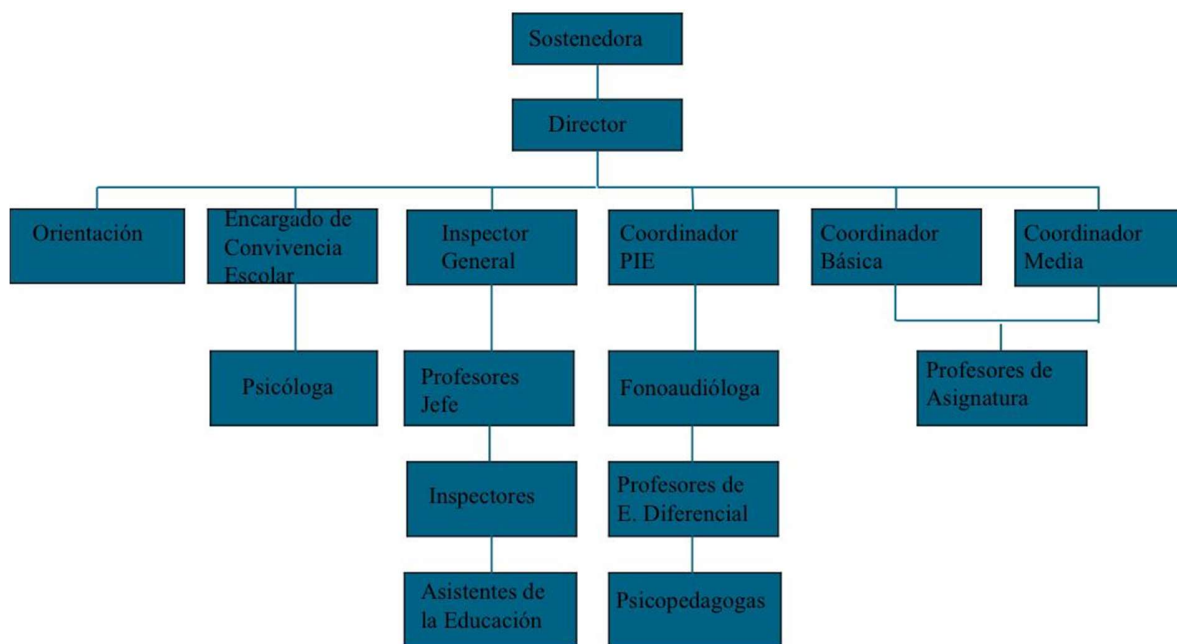 Sostenedora
Director
Orientación
Encargado de
Convivencia
Escolar
Inspector
General
Coordinador
PIE
Coordinador
Básica
Coordinador
Media
Psicóloga
Profesores
Jefe
Fonoaudióloga
Profesores de
Asignatura
Inspectores
Profesores de
E. Diferencial
Asistentes de
la Educación
Psicopedagogas